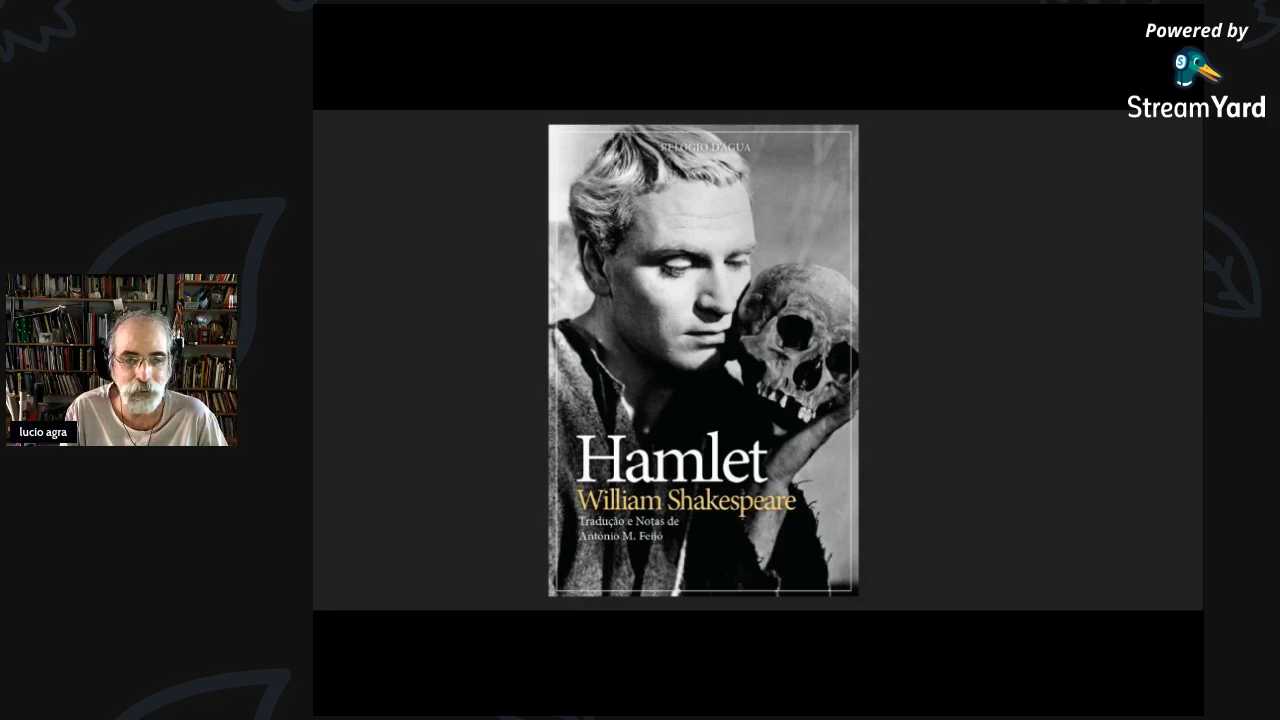 Powered by
StreamYard
RELÓGIO D'ÁGUA
Hamlet
William Shakespeare
Tradução e Notas de
António M. Feijó
lucio agra